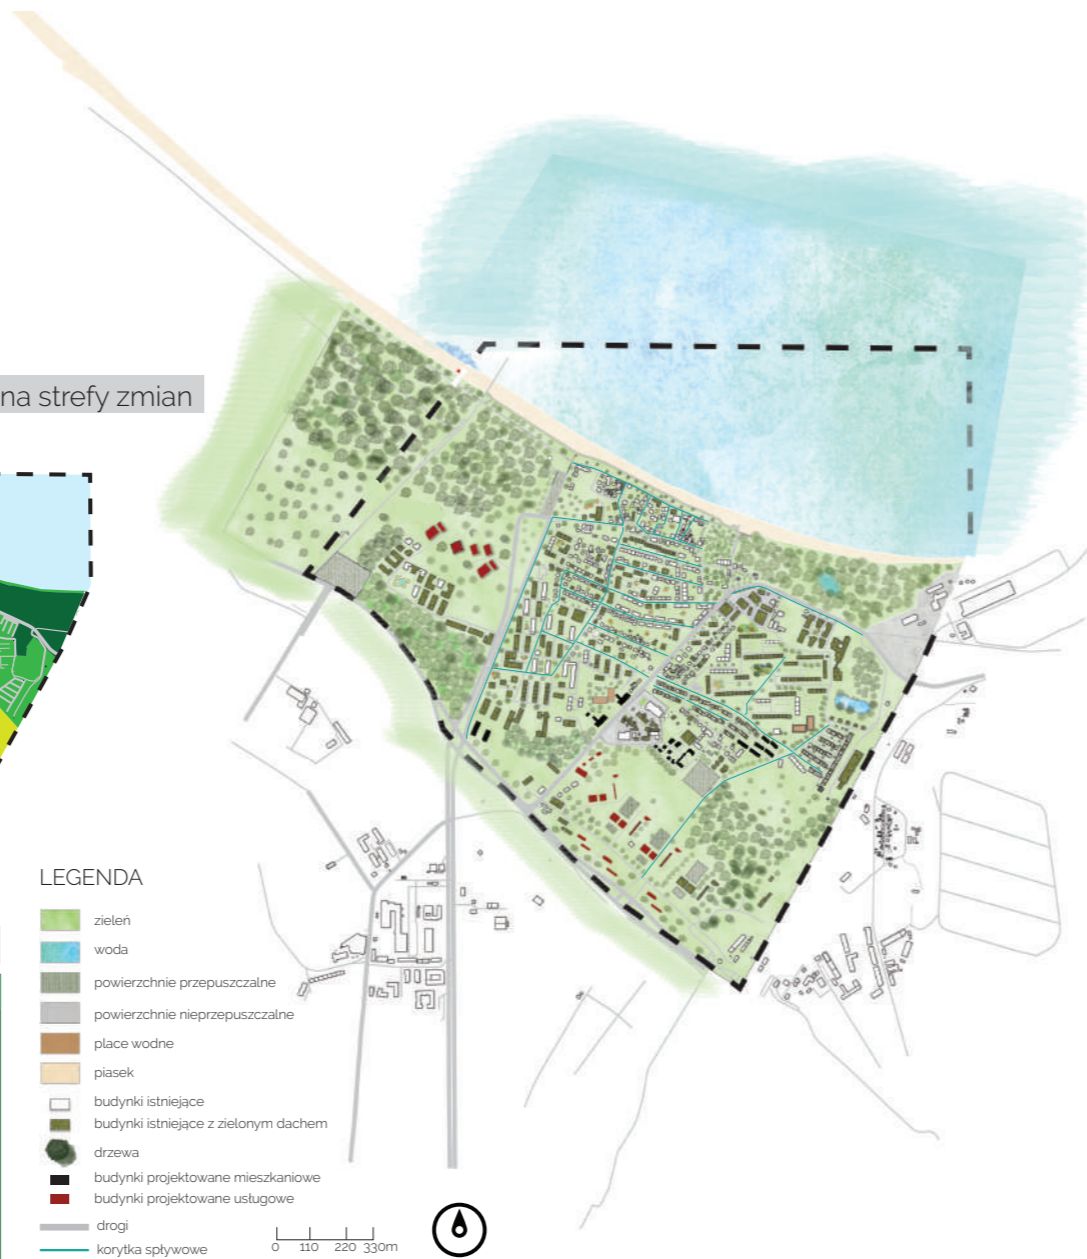 na strefy zmian
LEGENDA
zieleń
woda
powierzchnie przepuszczalne
powierzchnie nieprzepuszczalne
place wodne
piasek
budynki istniejące
budynki istniejące z zielonym dachem
drzewa
budynki projektowane mieszkaniowe
budynki projektowane usługowe
drogi
korytka spływowe
0 110 220 330m